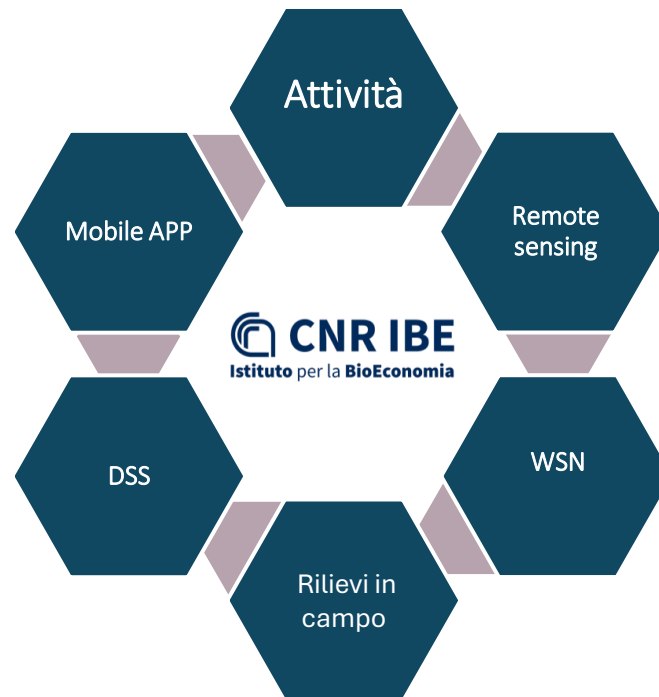 Attività
Remote
sensing
WSN
Rilievi in
campo
DSS
Mobile APP
CNR IBE
Istituto per la BioEconomia